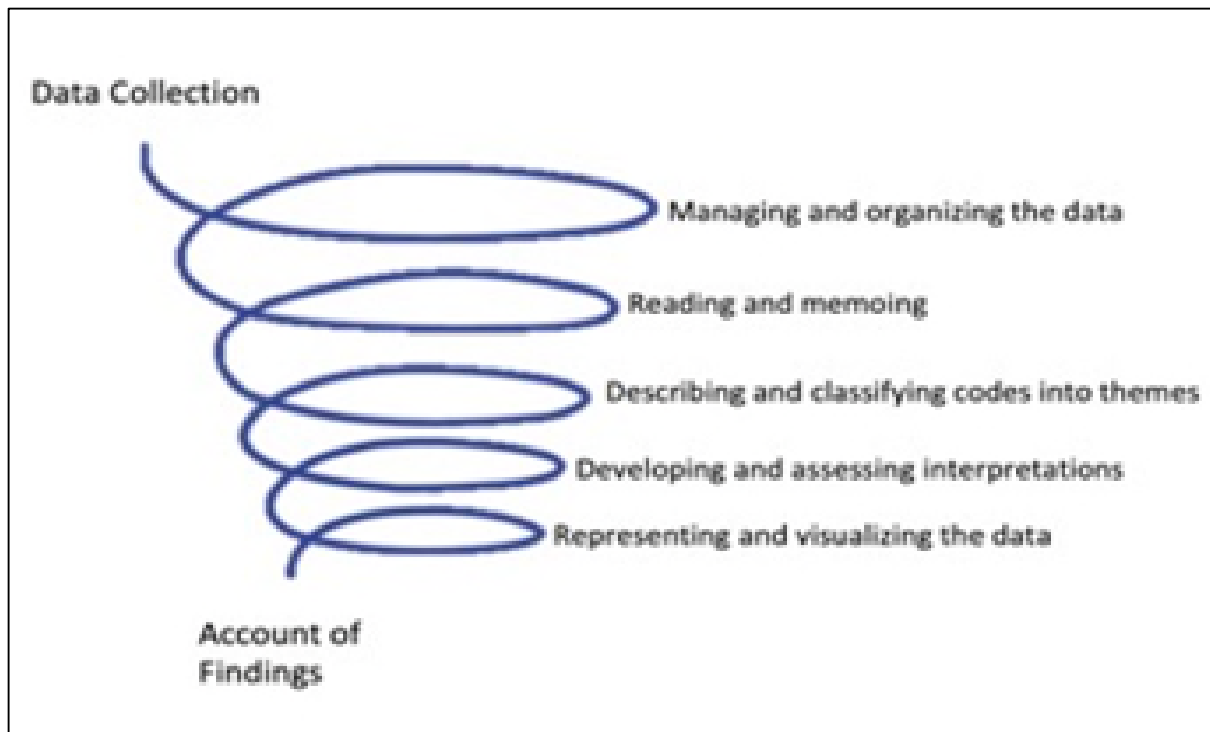 Data Collection
Managing and organizing the data
Reading and memoing
Describing and classifying codes into themes
Developing and assessing interpretations
Representing and visualizing the data
Account of
Findings